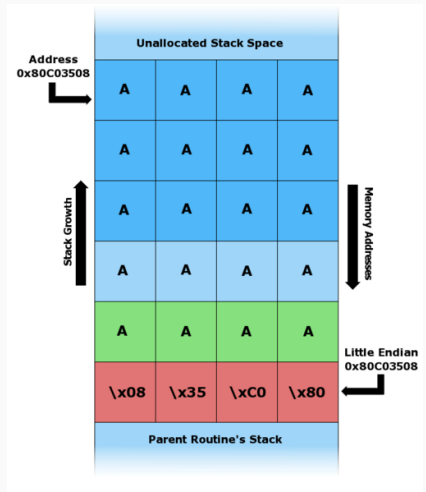 Unallocated Stack Space
Address
0x80C03508
A A A A
A A A A
Stack Growth
A A A A
Memory Addresses
A A A A
A A A A
Little Endian
0x80C03508
\x08 \x35 \xC0 \x80
Parent Routine's Stack